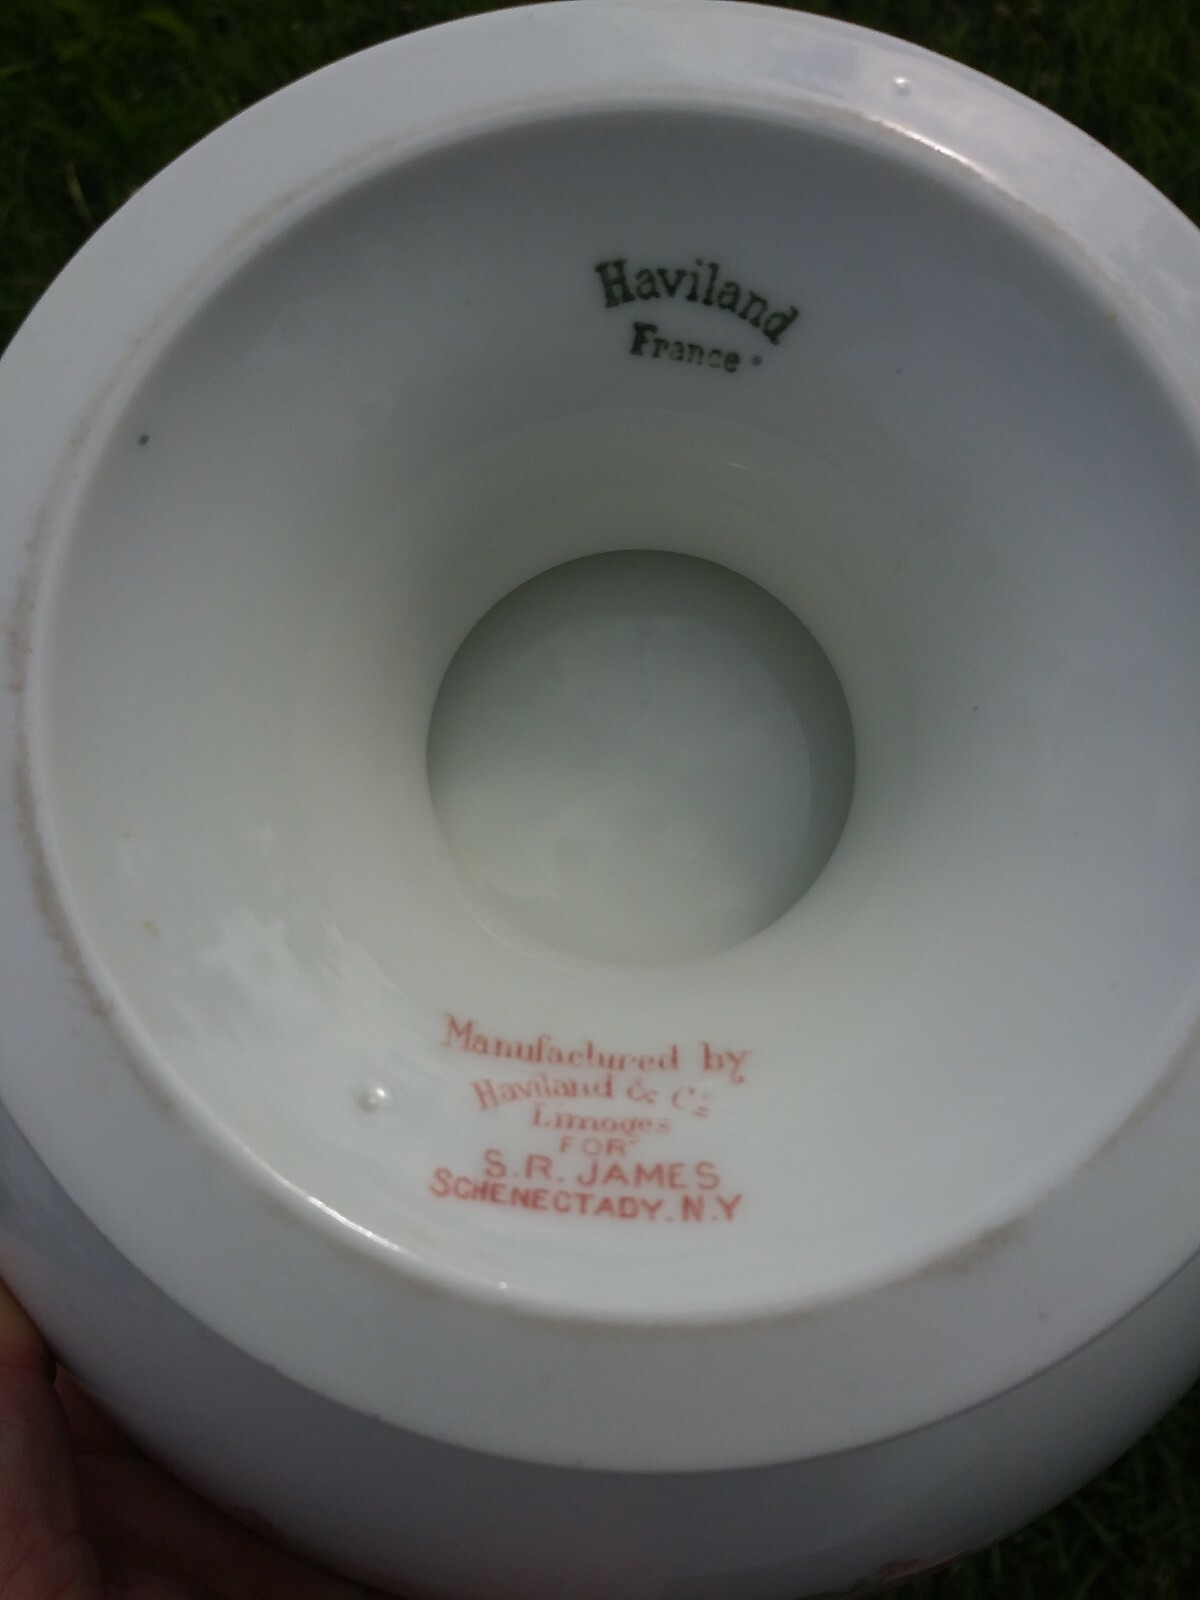 Haviland
France
Manufactured by
Haviland & Co
Limoges
FOR
S.R. JAMES
SCHENECTADY. N.Y